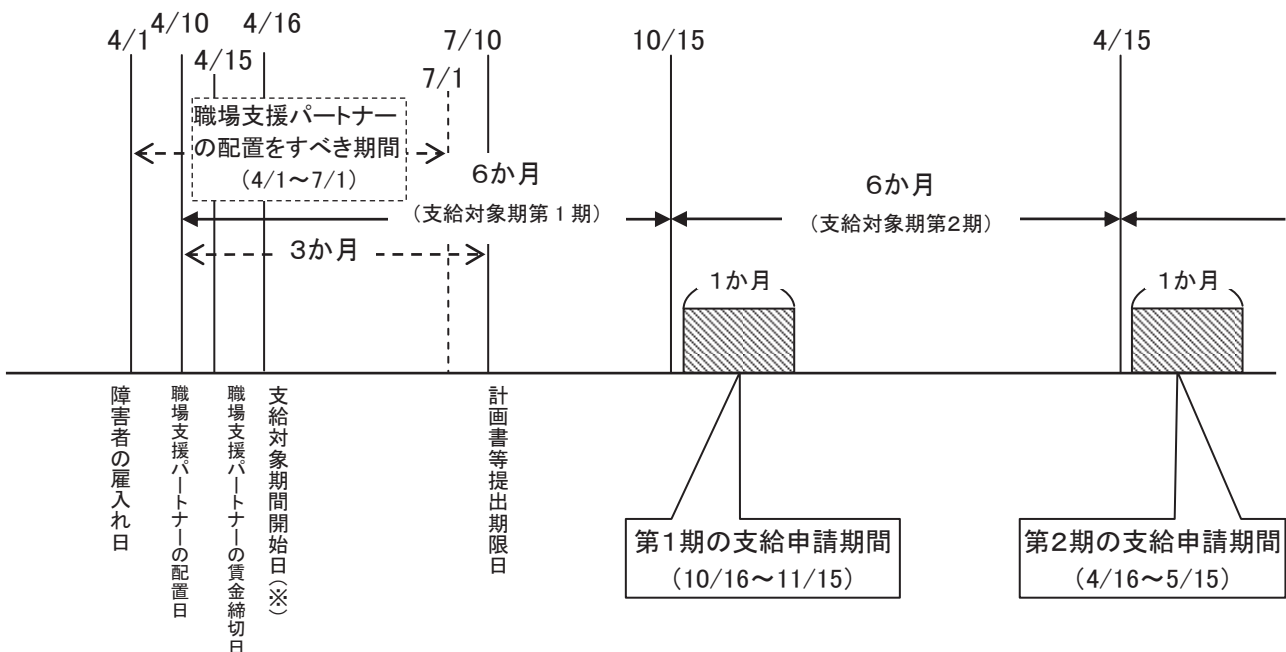 4/1
4/10
4/15
4/16
7/10
7/1
10/15
4/15
職場支援パートナー
の配置をすべき期間
(4/1～7/1)
6か月
(支給対象期第1期)
6か月
(支給対象期第2期)
3か月
1か月
1か月
障害者の雇入れ日
職場支援パートナーの配置日
職場支援パートナーの賃金締切日
支給対象期間開始日(※)
計画書等提出期限日
第1期の支給申請期間
(10/16～11/15)
第2期の支給申請期間
(4/16～5/15)